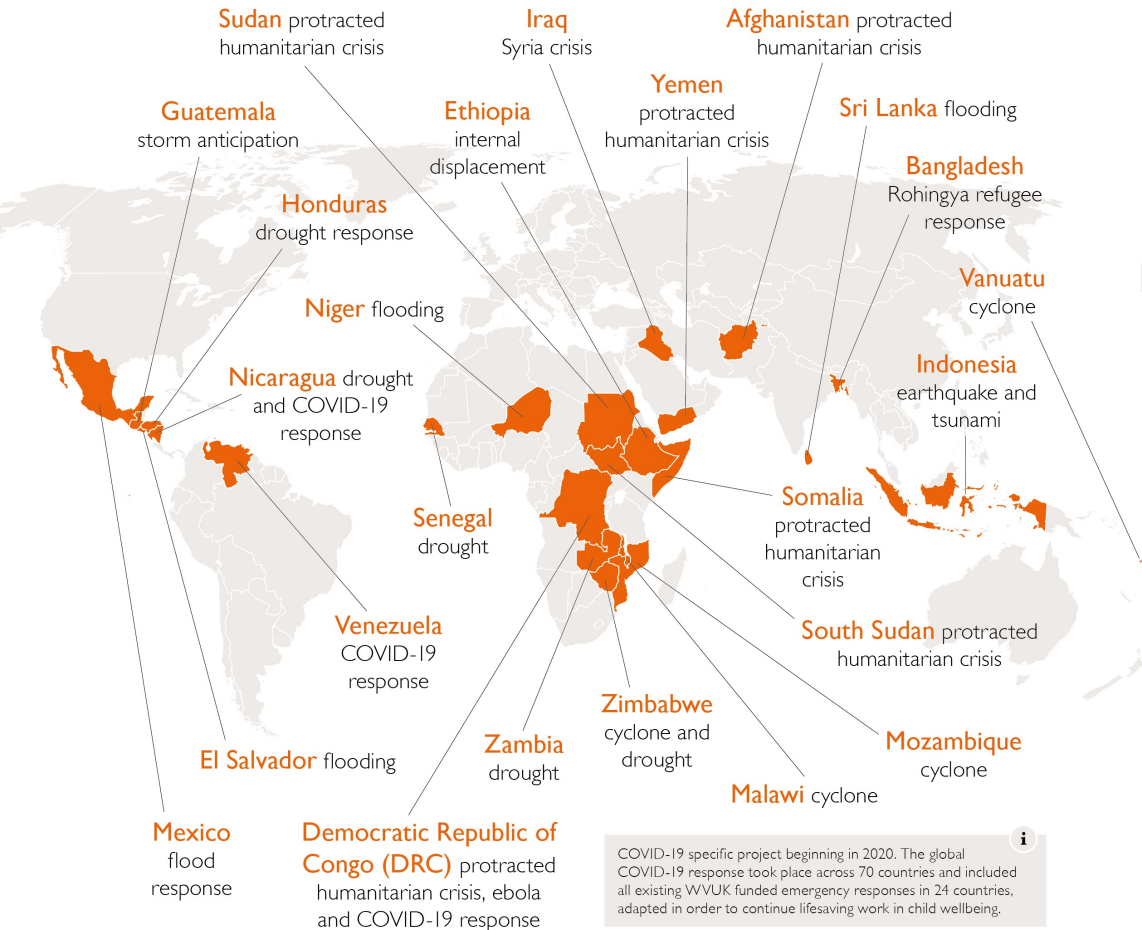 Sudan protracted
humanitarian crisis
Iraq
Syria crisis
Afghanistan protracted
humanitarian crisis
Yemen
protracted
humanitarian crisis
Guatemala
storm anticipation
Ethiopia
internal
displacement
Sri Lanka flooding
Bangladesh
Rohingya refugee
response
Honduras
drought response
Vanuatu
cyclone
Niger flooding
Indonesia
earthquake and
tsunami
Nicaragua drought
and COVID-19
response
Senegal
drought
Somalia
protracted
humanitarian
crisis
Venezuela
COVID-19
response
South Sudan protracted
humanitarian crisis
Zimbabwe
cyclone and
drought
El Salvador flooding
Zambia
drought
Mozambique
cyclone
Malawi cyclone
Mexico
flood
response
Democratic Republic of
Congo (DRC) protracted
humanitarian crisis, ebola
and COVID-19 response
i
COVID-19 specific project beginning in 2020. The global
COVID-19 response took place across 70 countries and included
all existing WVUK funded emergency responses in 24 countries,
adapted in order to continue lifesaving work in child wellbeing.